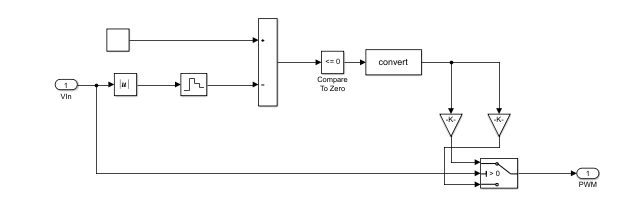 +
1
VIn
|u|
−
<= 0
Compare
To Zero
convert
-K-
-K-
> 0
1
PWM